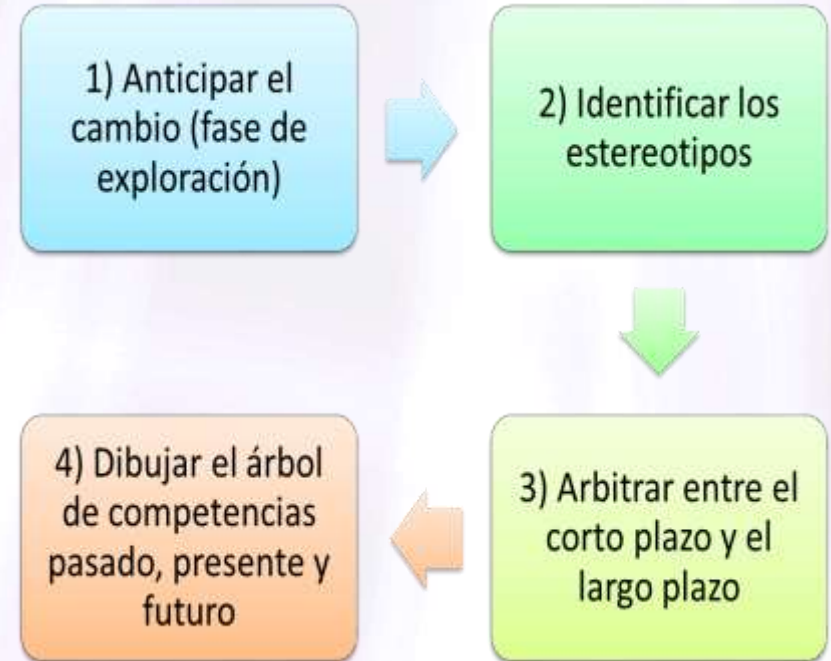 1) Anticipar el
cambio (fase de
exploración)
2) Identificar los
estereotipos
3) Arbitrar entre el
corto plazo y el
largo plazo
4) Dibujar el árbol
de competencias
pasado, presente y
futuro